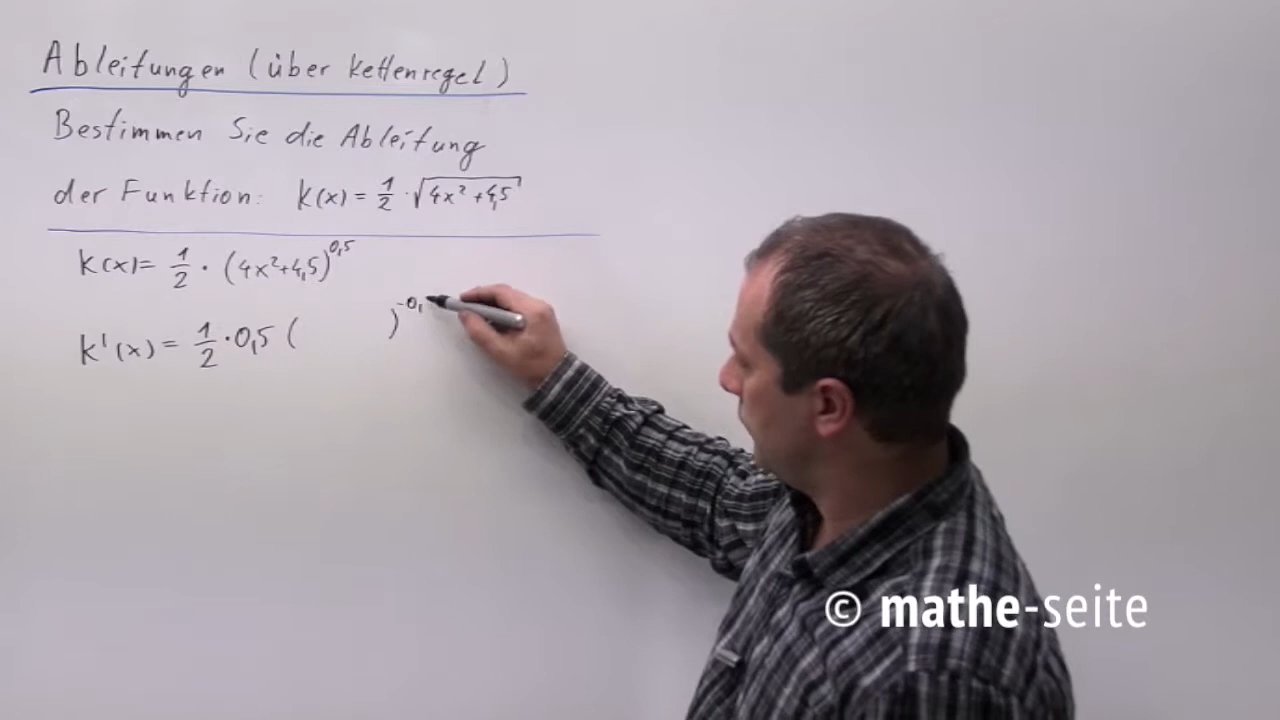 Ableitungen (über Kettenregel)
Bestimmen Sie die Ableitung
der Funktion: K(x) = 1/2 · √(4x² + 4,5)
K(x) = 1/2 · (4x² + 4,5)^0,5
K'(x) = 1/2 · 0,5 ( )^-0,
© mathe-seite